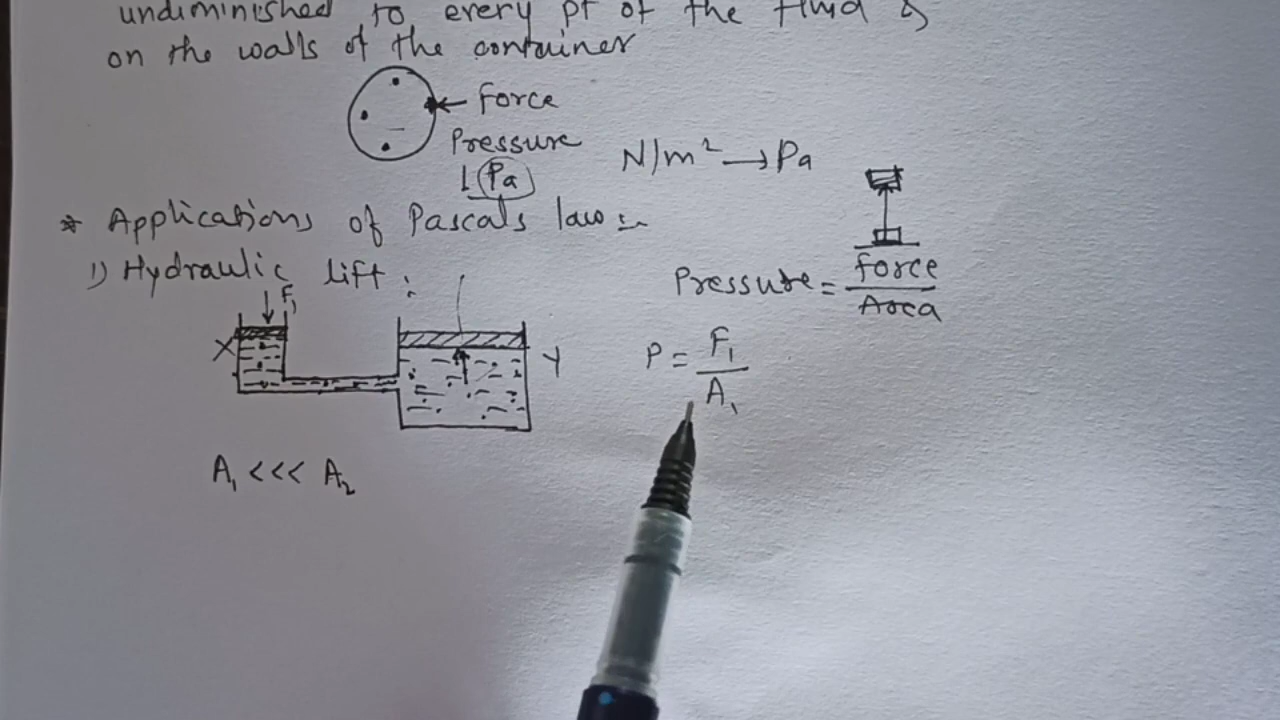 undiminished to every pt of the fluid &
on the walls of the container
Force
Pressure
N/m² → Pa
1 Pa
* Applications of Pascals law :-
1) Hydraulic lift :
Pressure = Force / Area
F₁
X
Y
P = F₁ / A₁
A₁ <<< A₂